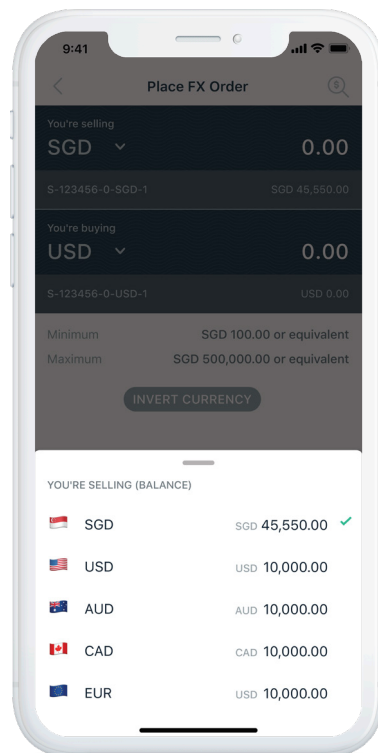 9:41
Place FX Order
You're selling
SGD 0.00
S-123456-0-SGD-1 SGD 45,550.00
You're buying
USD 0.00
S-123456-0-USD-1 USD 0.00
Minimum SGD 100.00 or equivalent
Maximum SGD 500,000.00 or equivalent
INVERT CURRENCY
YOU'RE SELLING (BALANCE)
SGD SGD 45,550.00
USD USD 10,000.00
AUD AUD 10,000.00
CAD CAD 10,000.00
EUR USD 10,000.00